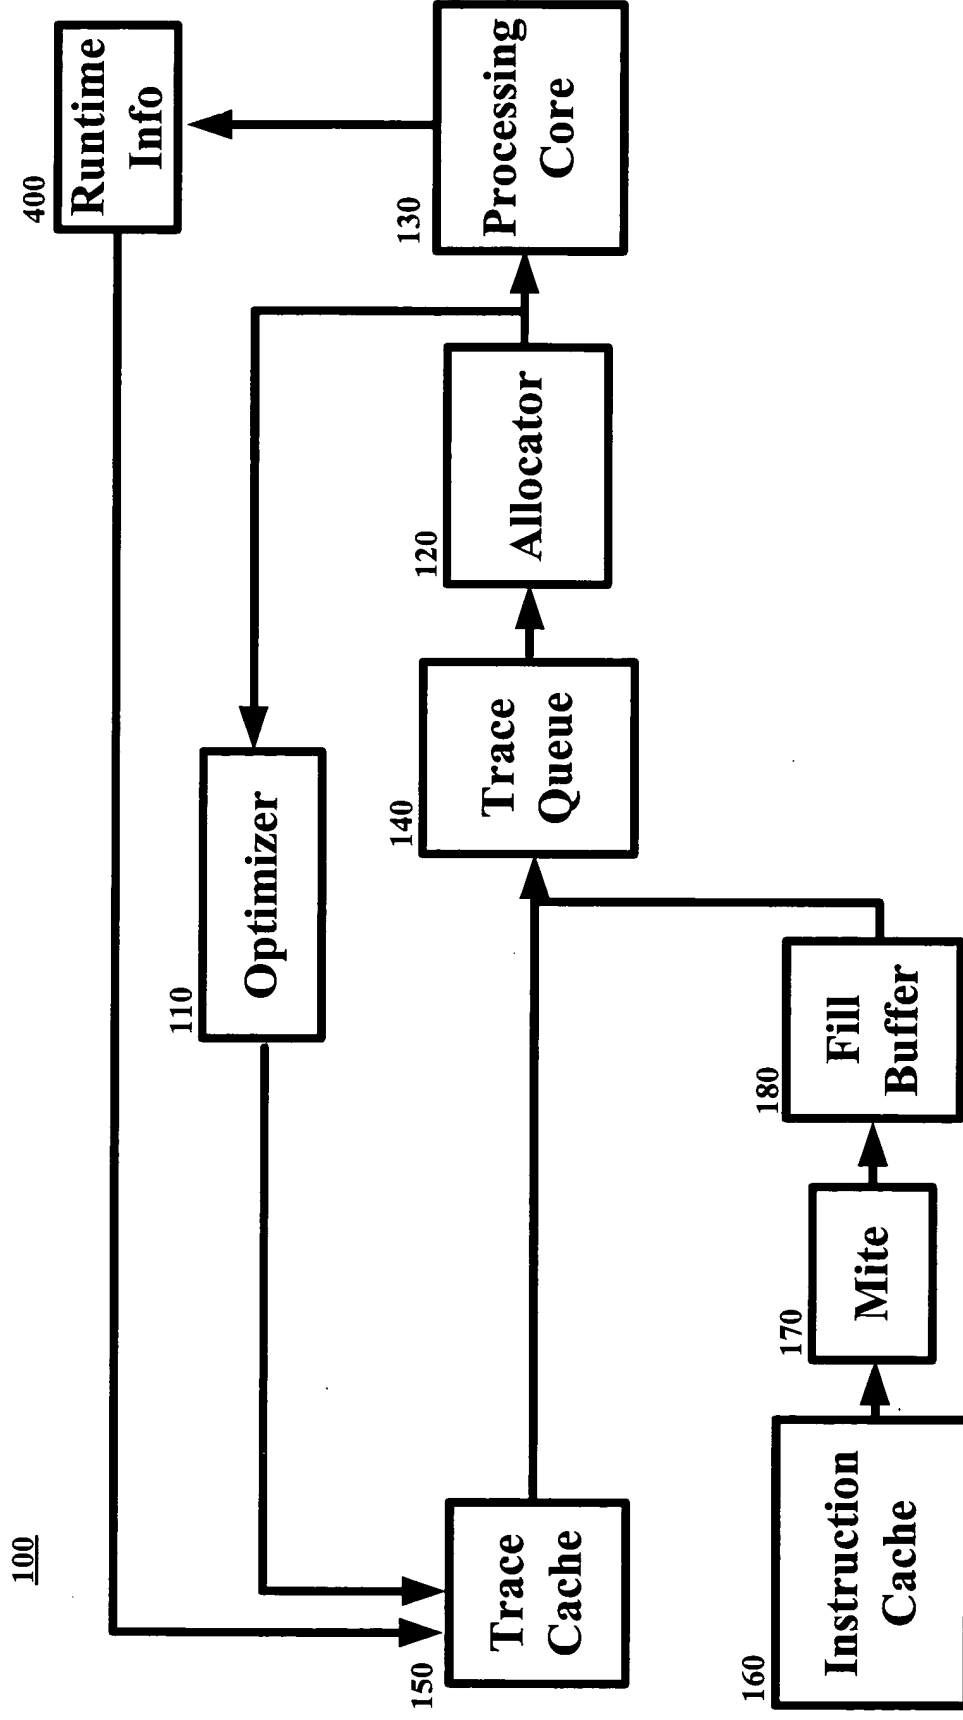 100
400
Runtime
Info
110
Optimizer
150
Trace
Cache
140
Trace
Queue
120
Allocator
130
Processing
Core
160
Instruction
Cache
170
Mite
180
Fill
Buffer